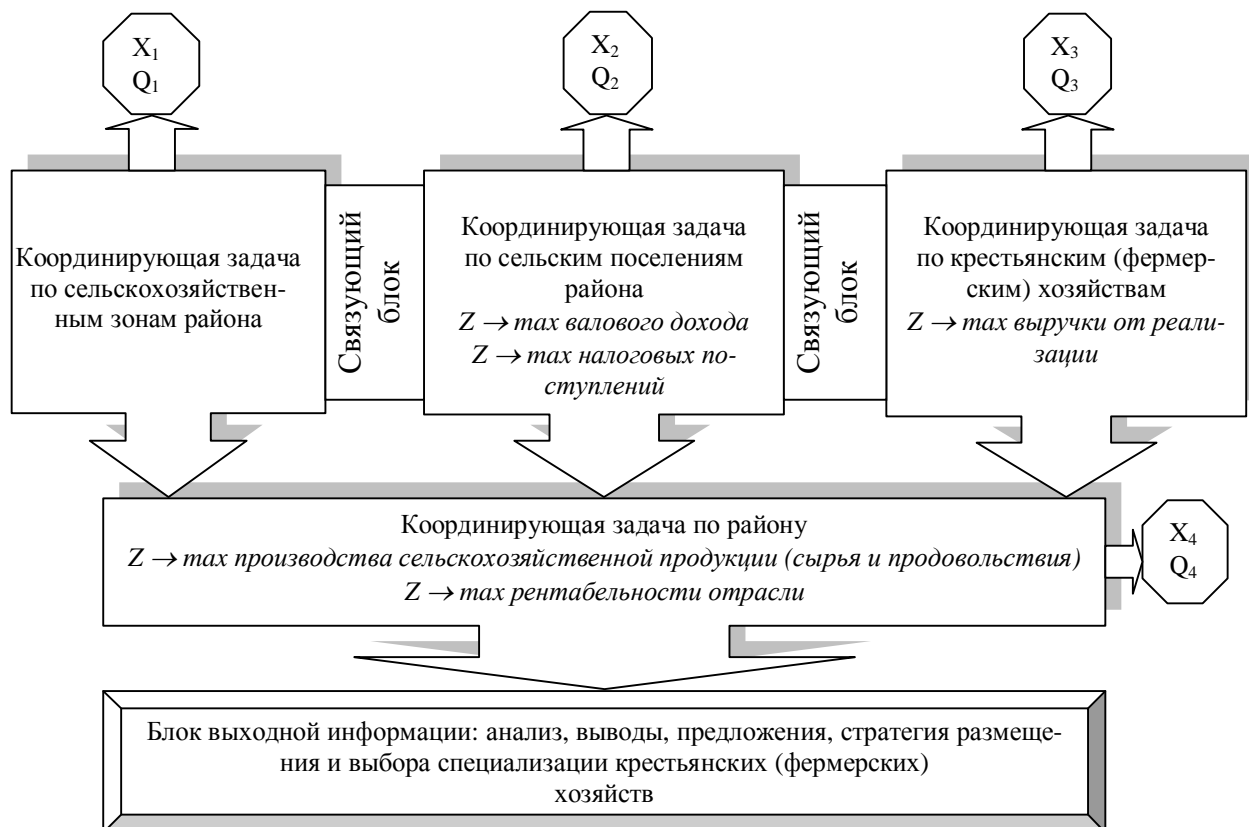 X₁
Q₁
X₂
Q₂
X₃
Q₃
Координирующая задача
по сельскохозяйствен-
ным зонам района
Связующий
блок
Координирующая задача
по сельским поселениям
района
Z → max валового дохода
Z → max налоговых по-
ступлений
Связующий
блок
Координирующая задача
по крестьянским (фермер-
ским) хозяйствам
Z → max выручки от реали-
зации
Координирующая задача по району
Z → max производства сельскохозяйственной продукции (сырья и продовольствия)
Z → max рентабельности отрасли
X₄
Q₄
Блок выходной информации: анализ, выводы, предложения, стратегия размеще-
ния и выбора специализации крестьянских (фермерских)
хозяйств